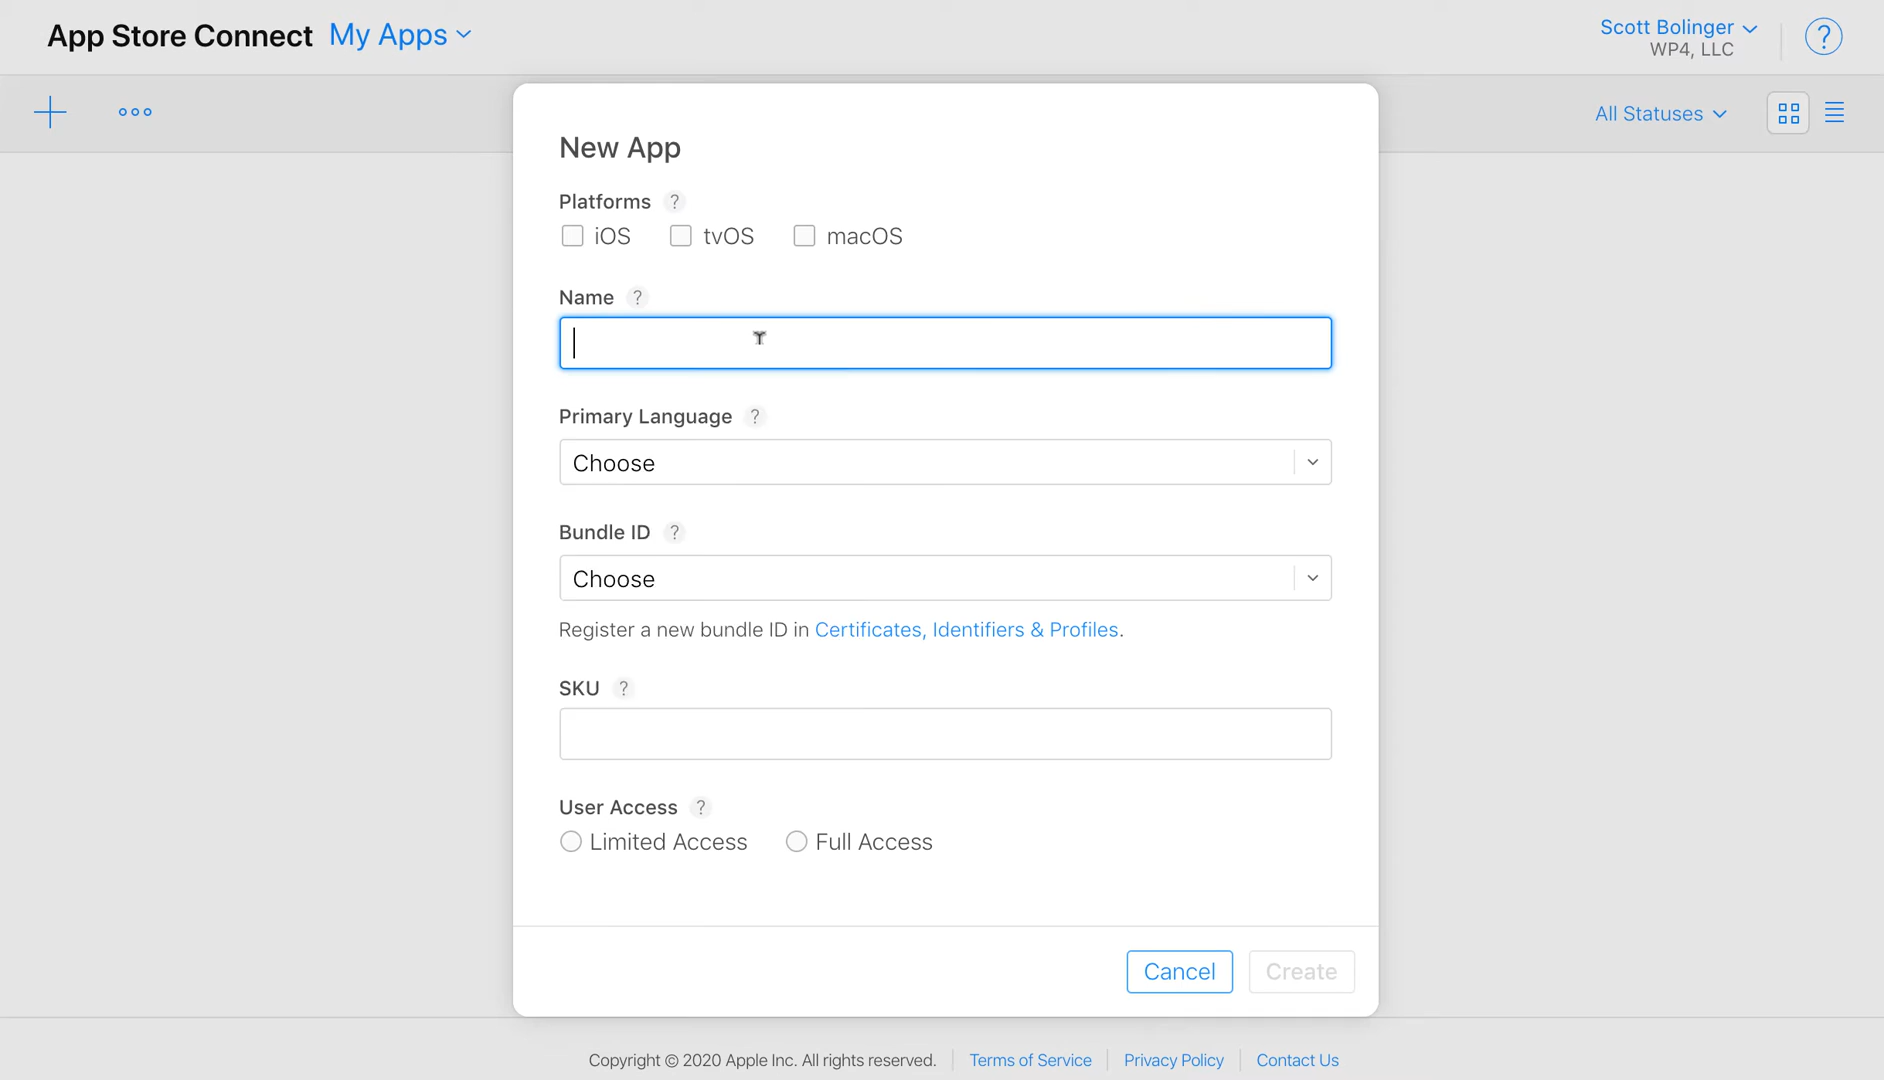 App Store Connect My Apps
Scott Bolinger
WP4, LLC
?
All Statuses
New App
Platforms ?
iOS tvOS macOS
Name ?
Primary Language ?
Choose
Bundle ID ?
Choose
Register a new bundle ID in Certificates, Identifiers & Profiles.
SKU ?
User Access ?
Limited Access Full Access
Cancel Create
Copyright © 2020 Apple Inc. All rights reserved. Terms of Service Privacy Policy Contact Us